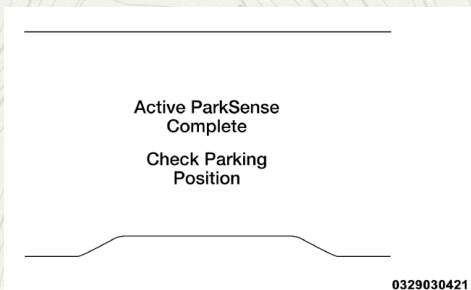 Active ParkSense
Complete
Check Parking
Position
0329030421